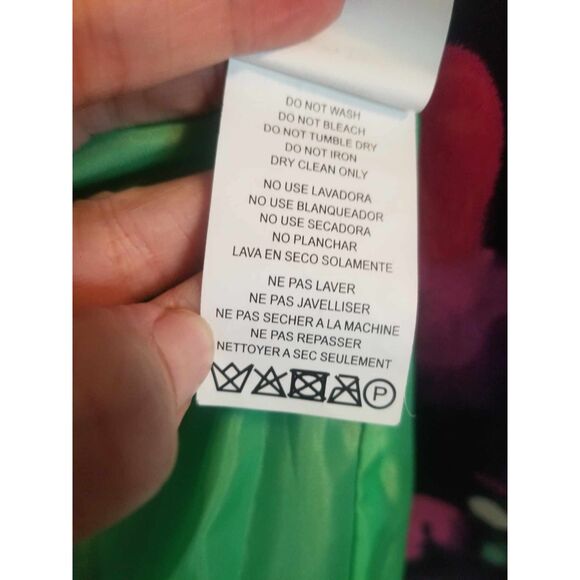 DO NOT WASH
DO NOT BLEACH
DO NOT TUMBLE DRY
DO NOT IRON
DRY CLEAN ONLY
NO USE LAVADORA
NO USE BLANQUEADOR
NO USE SECADORA
NO PLANCHAR
LAVA EN SECO SOLAMENTE
NE PAS LAVER
NE PAS JAVELLISER
NE PAS SECHER A LA MACHINE
NE PAS REPASSER
NETTOYER A SEC SEULEMENT
P